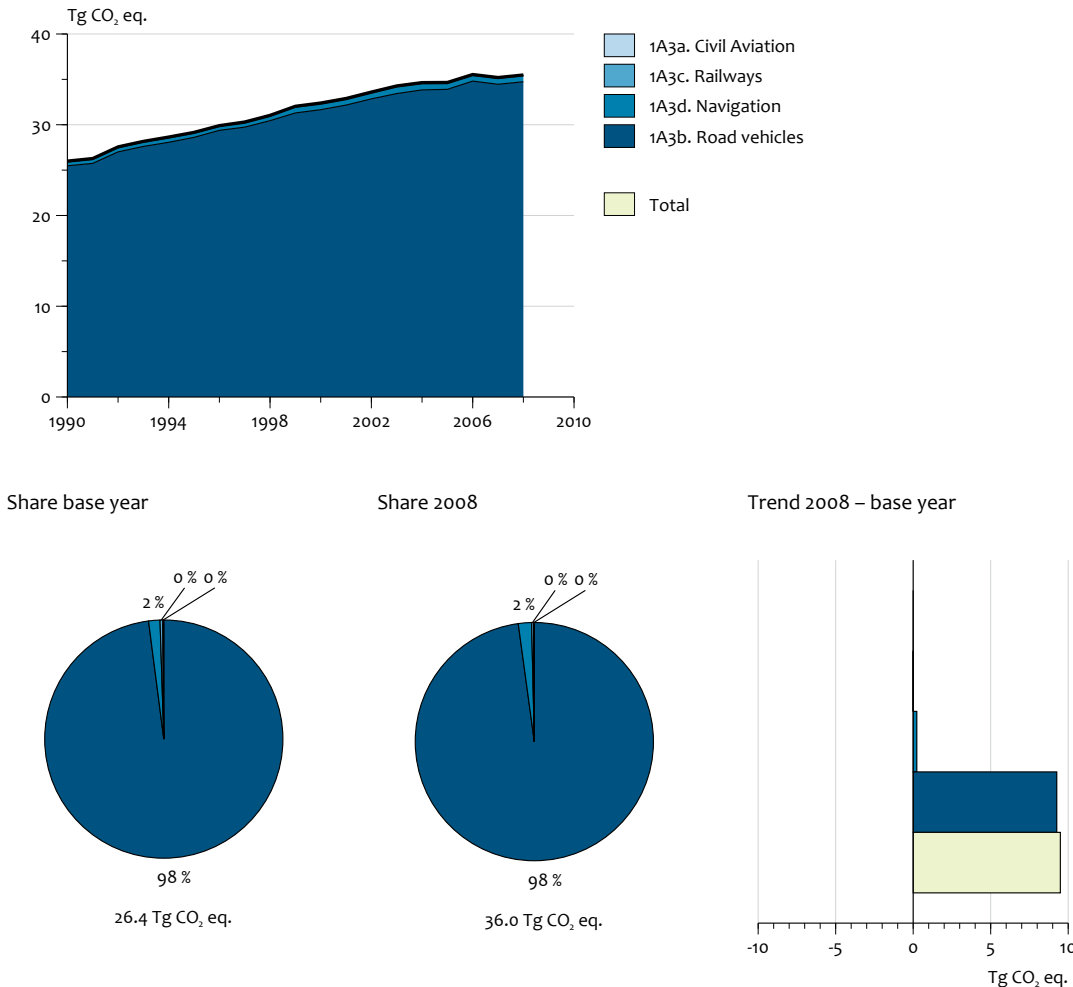 Tg CO₂ eq.
40
30
20
10
0
1990 1994 1998 2002 2006 2010
1A3a. Civil Aviation
1A3c. Railways
1A3d. Navigation
1A3b. Road vehicles
Total
Share base year
0 % 0 %
2 %
98 %
26.4 Tg CO₂ eq.
Share 2008
0 % 0 %
2 %
98 %
36.0 Tg CO₂ eq.
Trend 2008 – base year
-10 -5 0 5 10
Tg CO₂ eq.